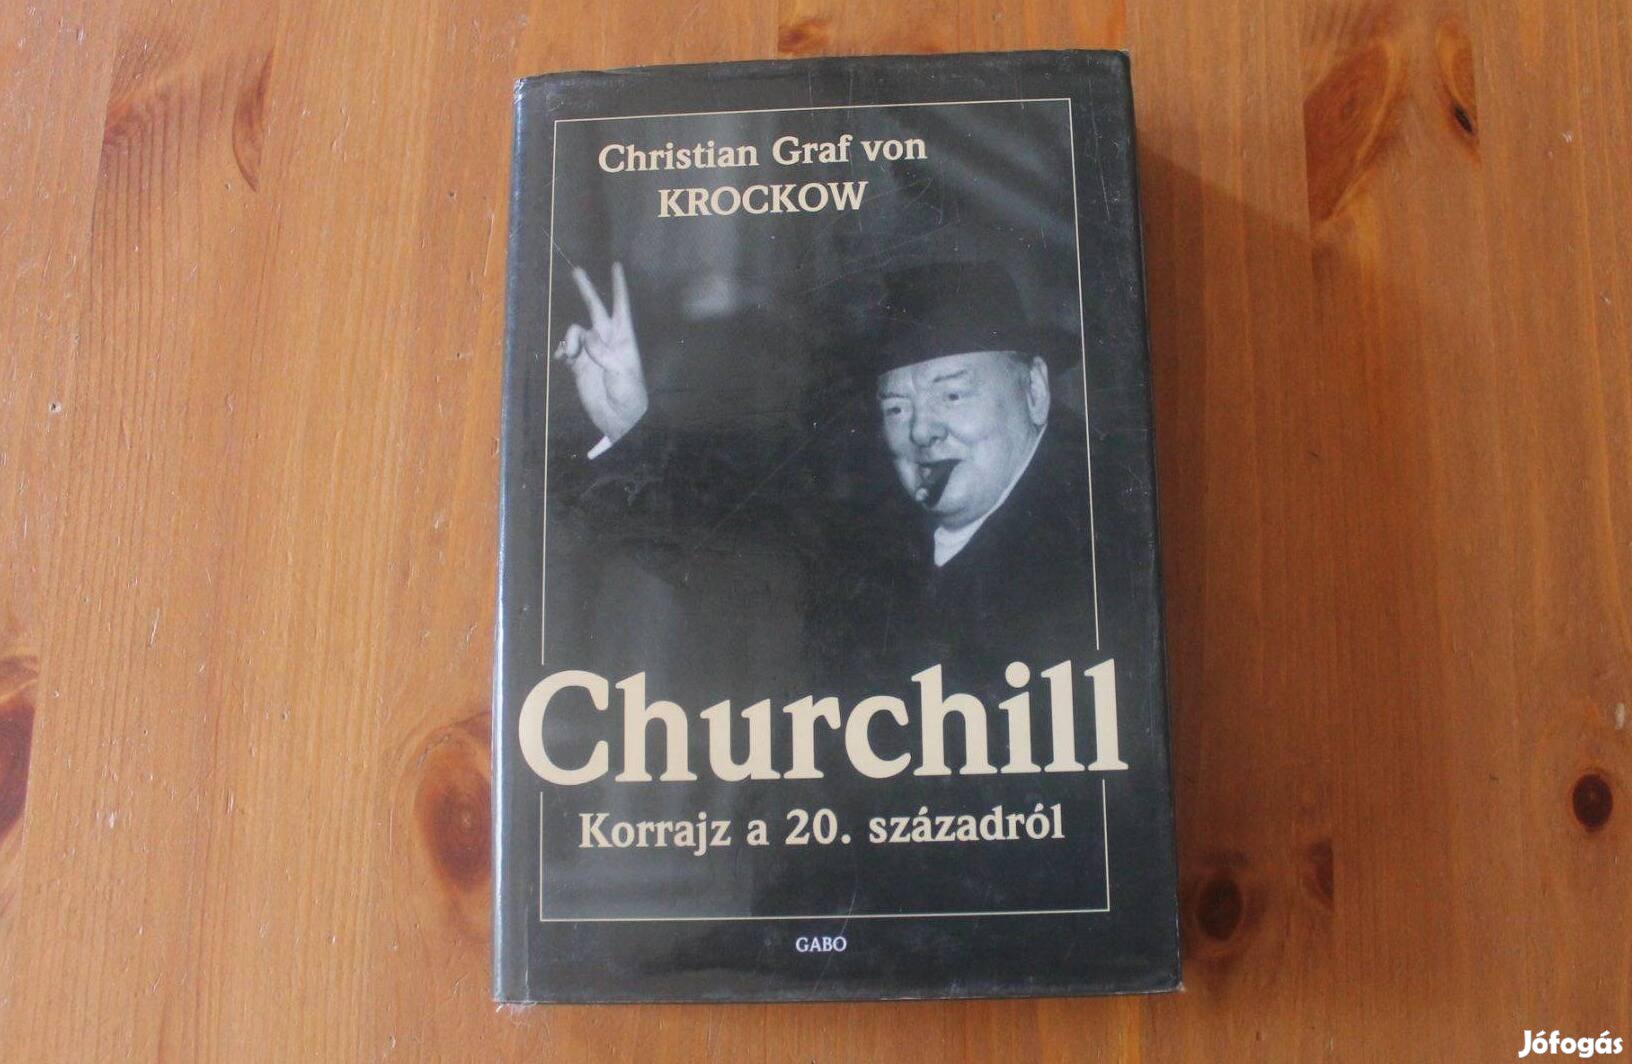 Christian Graf von
KROCKOW
Churchill
Korrajz a 20. századról
GABO
Jófogás